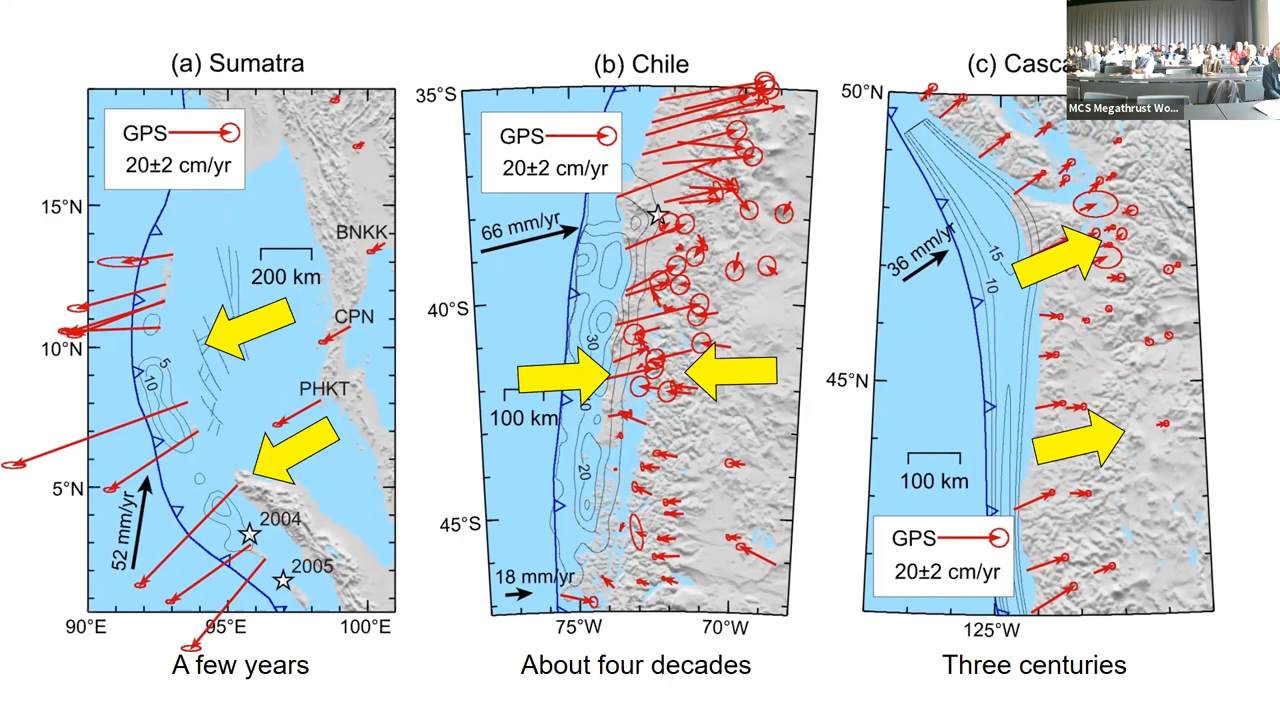 (a) Sumatra
GPS
20±2 cm/yr
15°N
10°N
5°N
200 km
BNKK
CPN
PHKT
5
10
52 mm/yr
2004
2005
90°E
95°E
100°E
A few years
(b) Chile
35°S
GPS
20±2 cm/yr
66 mm/yr
40°S
30
100 km
20
45°S
18 mm/yr
75°W
70°W
About four decades
(c) Casca
MCS Megathrust Wo...
50°N
36 mm/yr
15
10
45°N
100 km
GPS
20±2 cm/yr
125°W
Three centuries